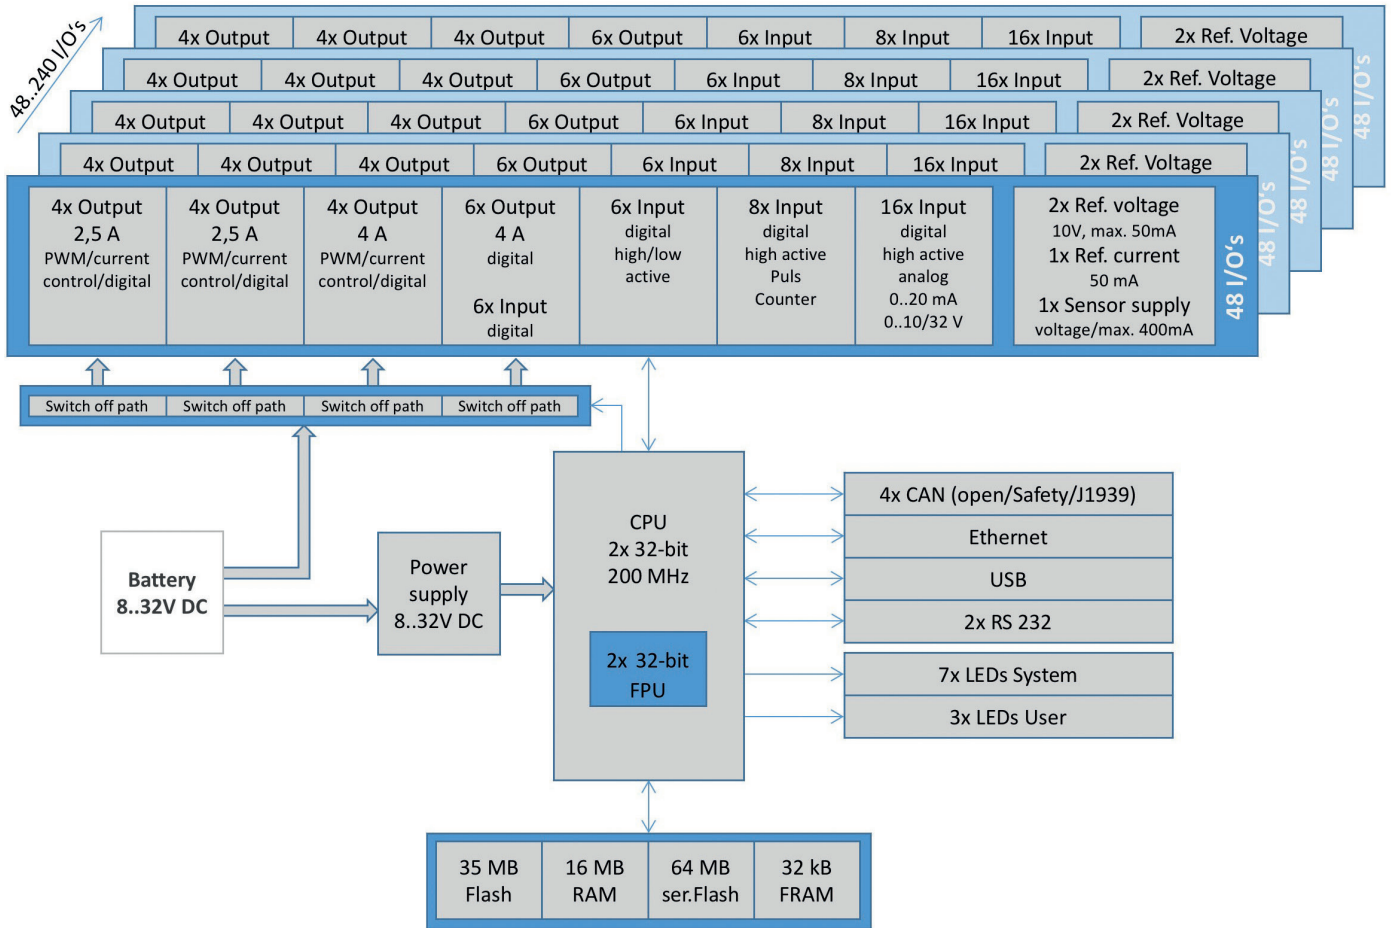 48..240 I/O's
4x Output 4x Output 4x Output 6x Output 6x Input 8x Input 16x Input 2x Ref. Voltage
48 I/O's
4x Output 4x Output 4x Output 6x Output 6x Input 8x Input 16x Input 2x Ref. Voltage
48 I/O's
4x Output 4x Output 4x Output 6x Output 6x Input 8x Input 16x Input 2x Ref. Voltage
48 I/O's
4x Output 4x Output 4x Output 6x Output 6x Input 8x Input 16x Input 2x Ref. Voltage
48 I/O's
4x Output
2,5 A
PWM/current
control/digital
4x Output
2,5 A
PWM/current
control/digital
4x Output
4 A
PWM/current
control/digital
6x Output
4 A
digital
6x Input
digital
6x Input
digital
high/low
active
8x Input
digital
high active
Puls
Counter
16x Input
digital
high active
analog
0..20 mA
0..10/32 V
2x Ref. voltage
10V, max. 50mA
1x Ref. current
50 mA
1x Sensor supply
voltage/max. 400mA
48 I/O's
Switch off path Switch off path Switch off path Switch off path
Battery
8..32V DC
Power
supply
8..32V DC
CPU
2x 32-bit
200 MHz
2x 32-bit
FPU
4x CAN (open/Safety/J1939)
Ethernet
USB
2x RS 232
7x LEDs System
3x LEDs User
35 MB
Flash
16 MB
RAM
64 MB
ser.Flash
32 kB
FRAM